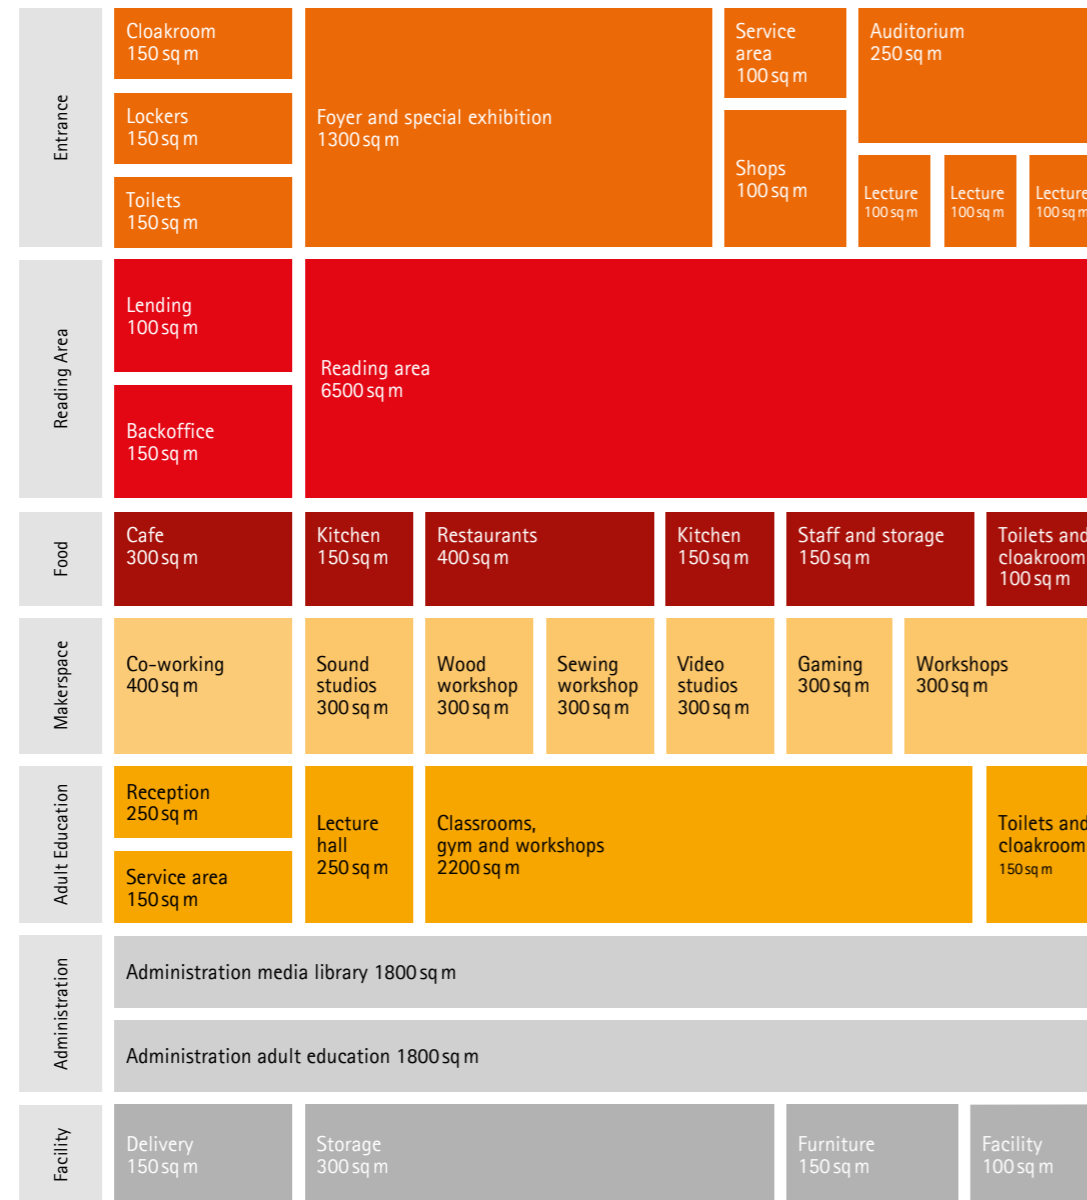 Entrance
Cloakroom
150 sq m
Lockers
150 sq m
Toilets
150 sq m
Foyer and special exhibition
1300 sq m
Service
area
100 sq m
Shops
100 sq m
Auditorium
250 sq m
Lecture
100 sq m
Lecture
100 sq m
Lecture
100 sq m
Reading Area
Lending
100 sq m
Backoffice
150 sq m
Reading area
6500 sq m
Food
Cafe
300 sq m
Kitchen
150 sq m
Restaurants
400 sq m
Kitchen
150 sq m
Staff and storage
150 sq m
Toilets and
cloakroom
100 sq m
Makerspace
Co-working
400 sq m
Sound
studios
300 sq m
Wood
workshop
300 sq m
Sewing
workshop
300 sq m
Video
studios
300 sq m
Gaming
300 sq m
Workshops
300 sq m
Adult Education
Reception
250 sq m
Service area
150 sq m
Lecture
hall
250 sq m
Classrooms,
gym and workshops
2200 sq m
Toilets and
cloakroom
150 sq m
Administration
Administration media library 1800 sq m
Administration adult education 1800 sq m
Facility
Delivery
150 sq m
Storage
300 sq m
Furniture
150 sq m
Facility
100 sq m